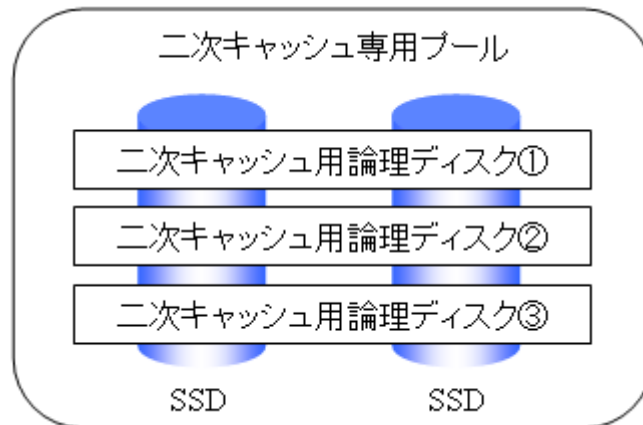 二次キャッシュ専用プール
二次キャッシュ用論理ディスク①
二次キャッシュ用論理ディスク②
二次キャッシュ用論理ディスク③
SSD SSD